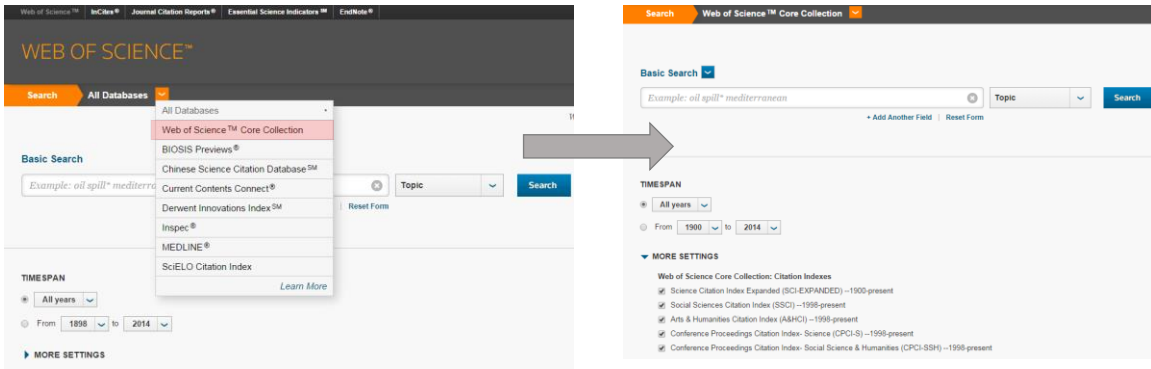 Web of Science™ InCites® Journal Citation Reports® Essential Science Indicators℠ EndNote®
WEB OF SCIENCE™
Search All Databases
All Databases
Web of Science™ Core Collection
BIOSIS Previews®
Chinese Science Citation Database℠
Current Contents Connect®
Derwent Innovations Index℠
Inspec®
MEDLINE®
SciELO Citation Index
Learn More
Basic Search
Example: oil spill* mediterra
Topic
Search
Reset Form
TIMESPAN
All years
From 1898 to 2014
MORE SETTINGS
Search Web of Science™ Core Collection
Basic Search
Example: oil spill* mediterranean Topic Search
+ Add Another Field | Reset Form
TIMESPAN
All years
From 1900 to 2014
MORE SETTINGS
Web of Science Core Collection: Citation Indexes
Science Citation Index Expanded (SCI-EXPANDED) --1900-present
Social Sciences Citation Index (SSCI) --1998-present
Arts & Humanities Citation Index (A&HCI) --1998-present
Conference Proceedings Citation Index- Science (CPCI-S) --1998-present
Conference Proceedings Citation Index- Social Science & Humanities (CPCI-SSH) --1998-present